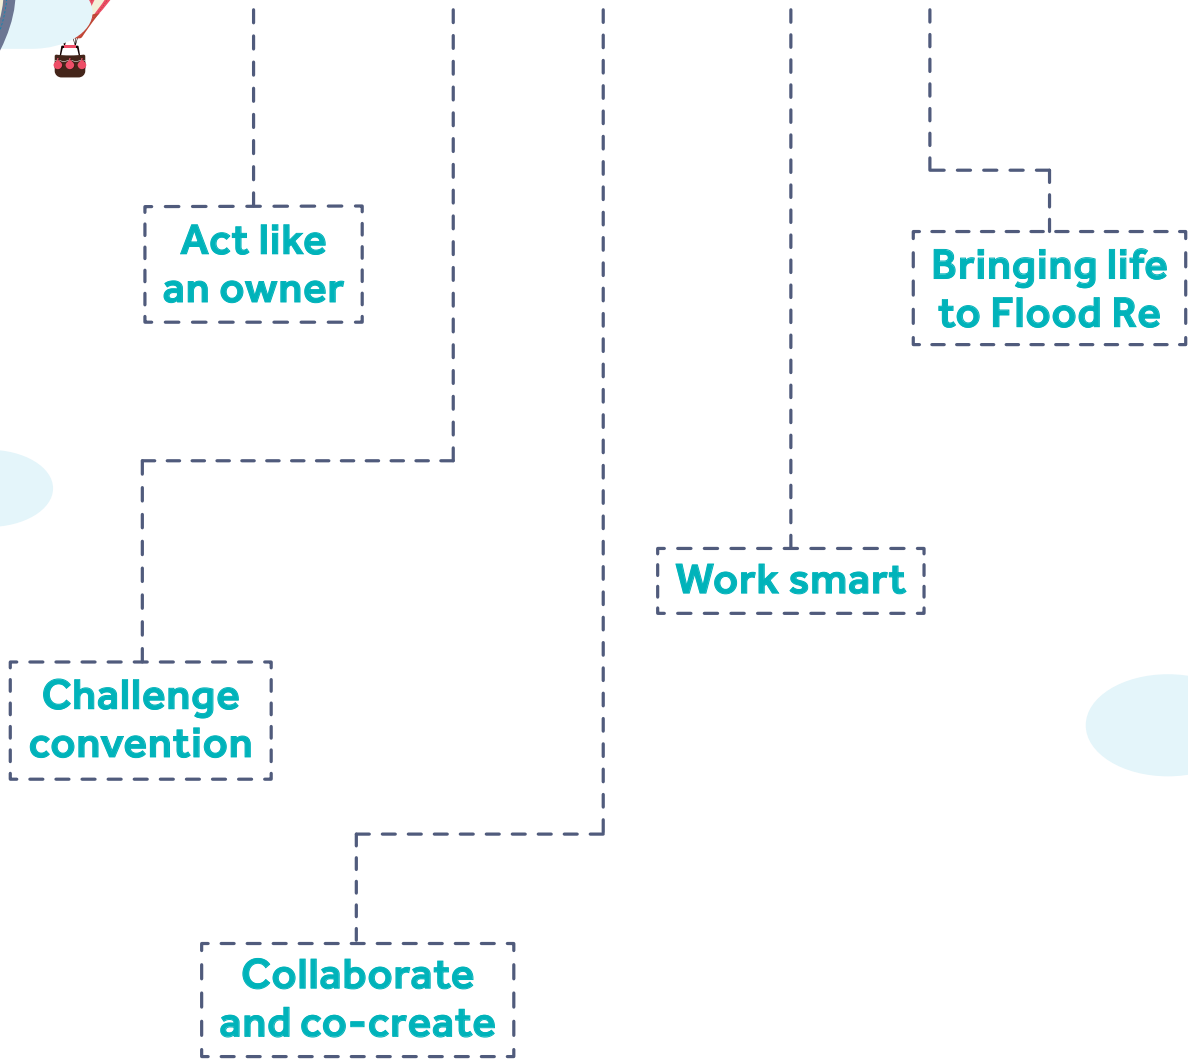 Act like
an owner
Bringing life
to Flood Re
Work smart
Challenge
convention
Collaborate
and co-create